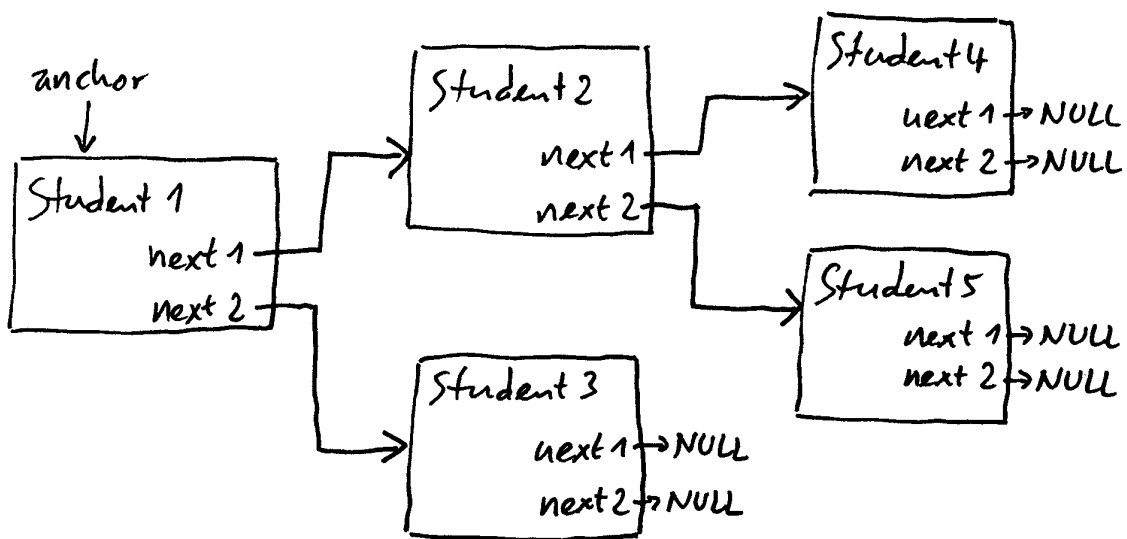 anchor
Student 1
next 1
next 2
Student 2
next 1
next 2
Student 3
next 1 NULL
next 2 NULL
Student 4
next 1 NULL
next 2 NULL
Student 5
next 1 NULL
next 2 NULL